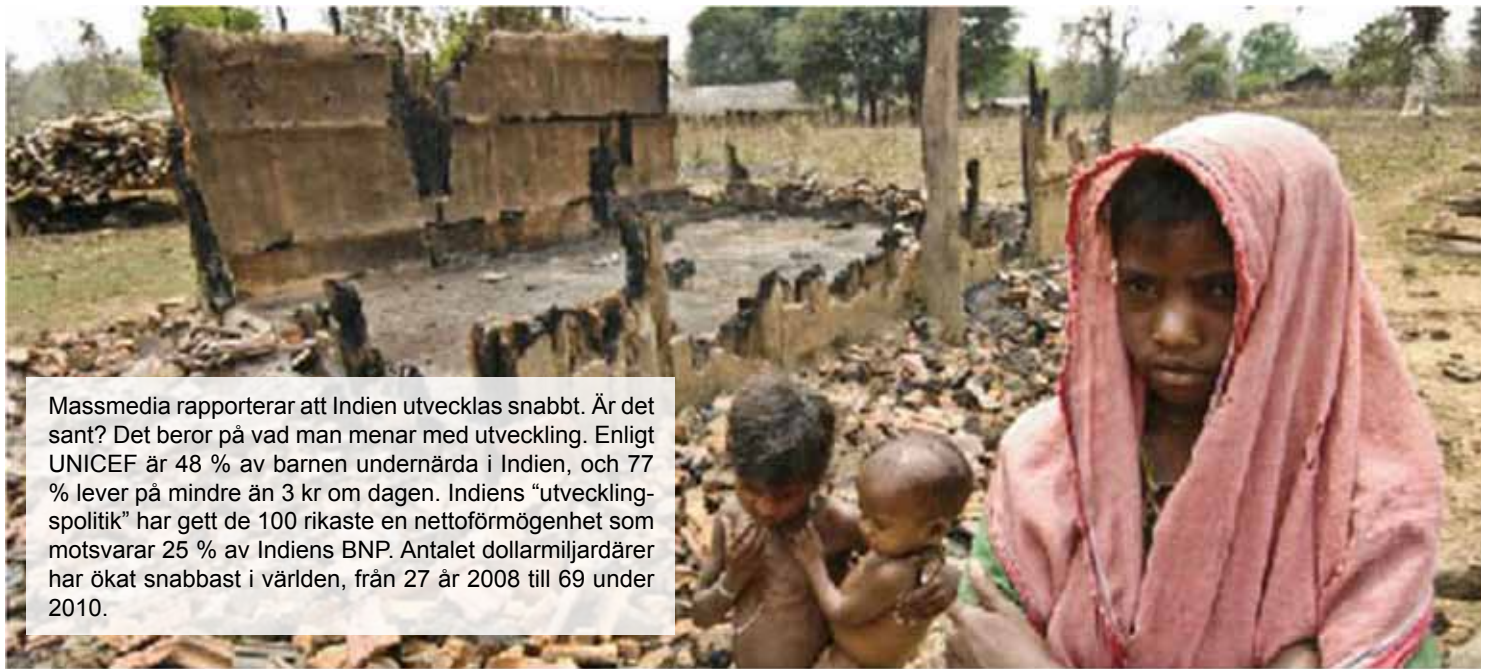 Massmedia rapporterar att Indien utvecklas snabbt. Är det
sant? Det beror på vad man menar med utveckling. Enligt
UNICEF är 48 % av barnen undernärda i Indien, och 77
% lever på mindre än 3 kr om dagen. Indiens “utveckling-
spolitik” har gett de 100 rikaste en nettoförmögenhet som
motsvarar 25 % av Indiens BNP. Antalet dollarmiljardärer
har ökat snabbast i världen, från 27 år 2008 till 69 under
2010.